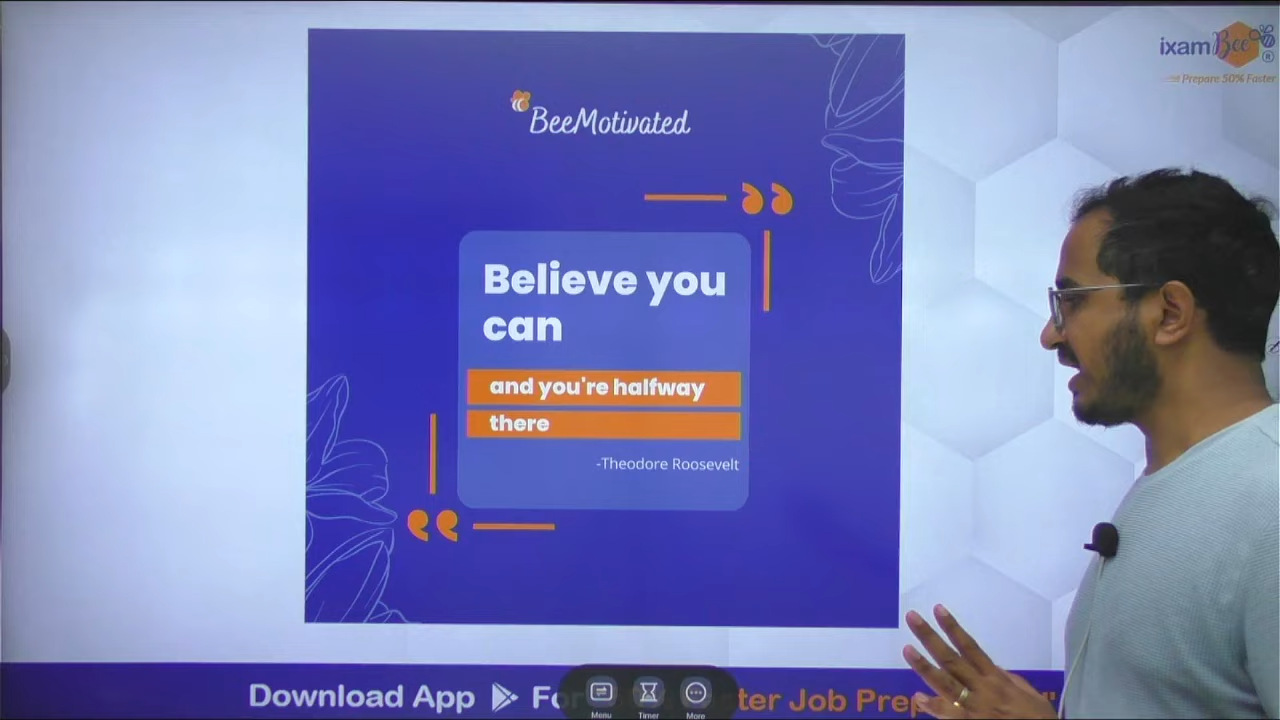 ixamBee
®
Prepare 50% Faster
BeeMotivated
Believe you
can
and you're halfway
there
-Theodore Roosevelt
Download App
Menu
Timer
More
Job